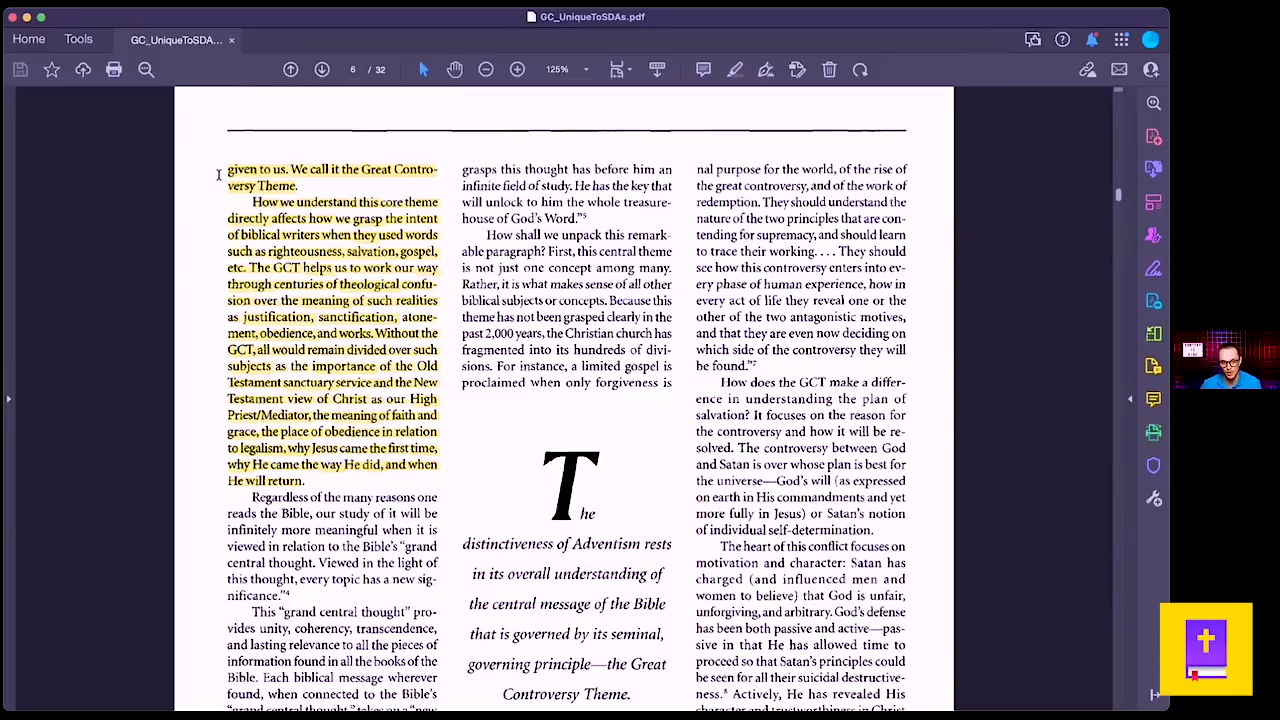 GC_UniqueToSDAs.pdf
Home
Tools
GC_UniqueToSDA...
6 / 32
125%
given to us. We call it the Great Contro-
versy Theme.
How we understand this core theme
directly affects how we grasp the intent
of biblical writers when they used words
such as righteousness, salvation, gospel,
etc. The GCT helps us to work our way
through centuries of theological confu-
sion over the meaning of such realities
as justification, sanctification, atone-
ment, obedience, and works. Without the
GCT, all would remain divided over such
subjects as the importance of the Old
Testament sanctuary service and the New
Testament view of Christ as our High
Priest/Mediator, the meaning of faith and
grace, the place of obedience in relation
to legalism, why Jesus came the first time,
why He came the way He did, and when
He will return.
Regardless of the many reasons one
reads the Bible, our study of it will be
infinitely more meaningful when it is
viewed in relation to the Bible's "grand
central thought. Viewed in the light of
this thought, every topic has a new sig-
nificance."4
This "grand central thought" pro-
vides unity, coherency, transcendence,
and lasting relevance to all the pieces of
information found in all the books of the
Bible. Each biblical message wherever
found, when connected to the Bible's
"grand central thought," takes on a "new
grasps this thought has before him an
infinite field of study. He has the key that
will unlock to him the whole treasure-
house of God's Word."5
How shall we unpack this remark-
able paragraph? First, this central theme
is not just one concept among many.
Rather, it is what makes sense of all other
biblical subjects or concepts. Because this
theme has not been grasped clearly in the
past 2,000 years, the Christian church has
fragmented into its hundreds of divi-
sions. For instance, a limited gospel is
proclaimed when only forgiveness is
The
distinctiveness of Adventism rests
in its overall understanding of
the central message of the Bible
that is governed by its seminal,
governing principle—the Great
Controversy Theme.
nal purpose for the world, of the rise of
the great controversy, and of the work of
redemption. They should understand the
nature of the two principles that are con-
tending for supremacy, and should learn
to trace their working. . . . They should
see how this controversy enters into ev-
ery phase of human experience, how in
every act of life they reveal one or the
other of the two antagonistic motives,
and that they are even now deciding on
which side of the controversy they will
be found."7
How does the GCT make a differ-
ence in understanding the plan of
salvation? It focuses on the reason for
the controversy and how it will be re-
solved. The controversy between God
and Satan is over whose plan is best for
the universe—God's will (as expressed
on earth in His commandments and yet
more fully in Jesus) or Satan's notion
of individual self-determination.
The heart of this conflict focuses on
motivation and character: Satan has
charged (and influenced men and
women to believe) that God is unfair,
unforgiving, and arbitrary. God's defense
has been both passive and active—pas-
sive in that He has allowed time to
proceed so that Satan's principles could
be seen for all their suicidal destructive-
ness.8 Actively, He has revealed His
character and trustworthiness in Christ